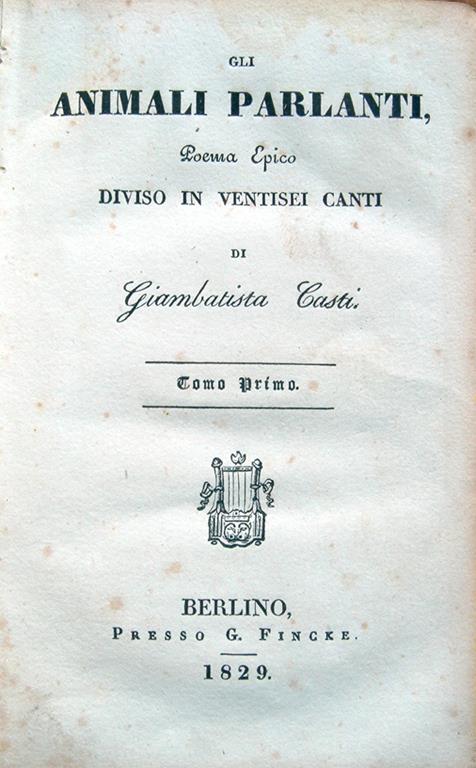 GLI
ANIMALI PARLANTI,
Poema Epico
DIVISO IN VENTISEI CANTI
DI
Giambatista Casti.
Tomo Primo.
BERLINO,
PRESSO G. FINCKE.
1829.